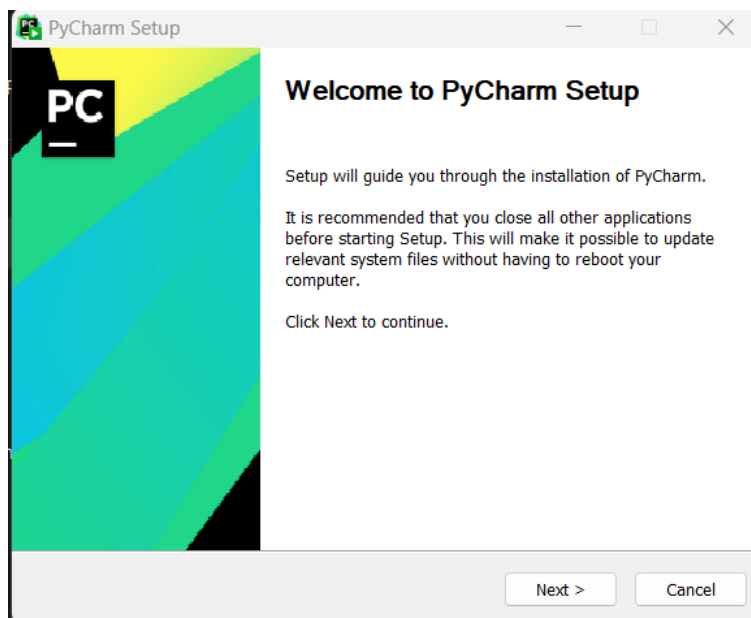 PyCharm Setup
PC
Welcome to PyCharm Setup
Setup will guide you through the installation of PyCharm.
It is recommended that you close all other applications
before starting Setup. This will make it possible to update
relevant system files without having to reboot your
computer.
Click Next to continue.
Next >
Cancel